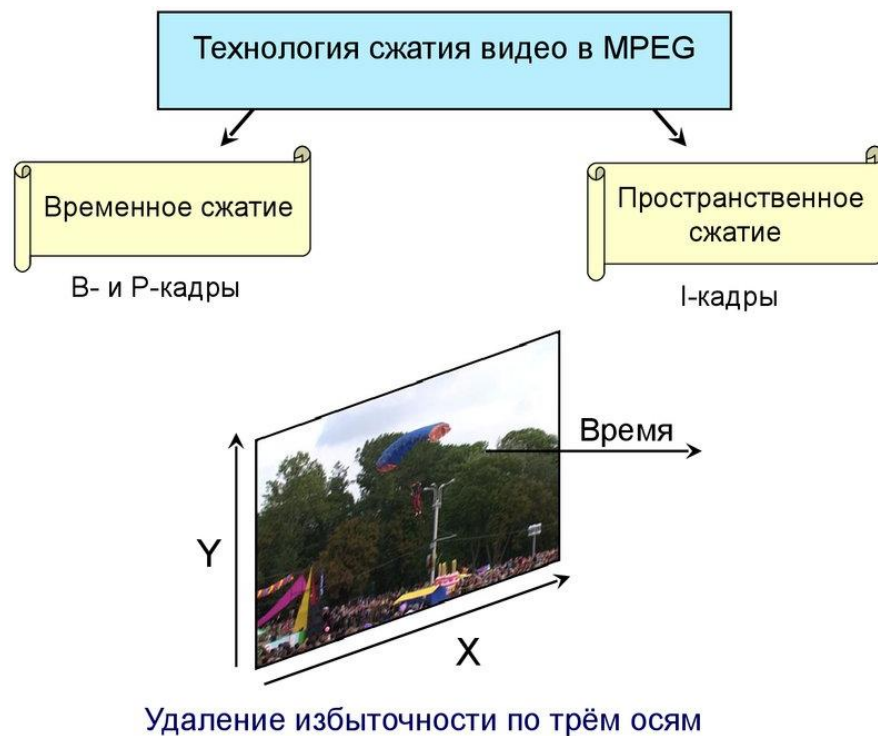 Технология сжатия видео в MPEG
Временное сжатие
В- и Р-кадры
Пространственное
сжатие
I-кадры
Время
Y
X
Удаление избыточности по трём осям